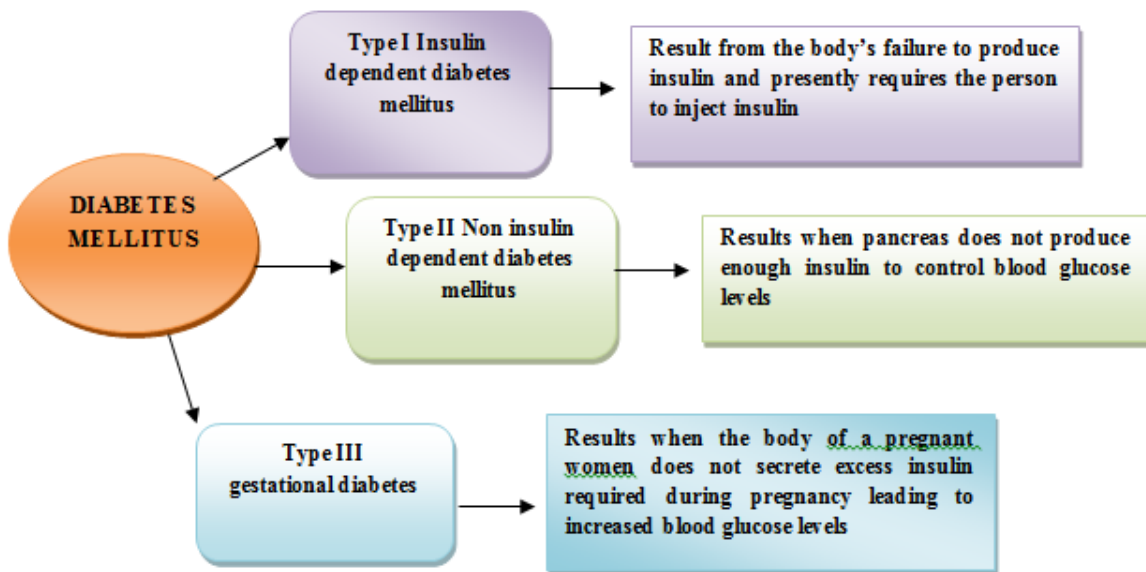 Type I Insulin
dependent diabetes
mellitus
Result from the body's failure to produce
insulin and presently requires the person
to inject insulin
DIABETES
MELLITUS
Type II Non insulin
dependent diabetes
mellitus
Results when pancreas does not produce
enough insulin to control blood glucose
levels
Type III
gestational diabetes
Results when the body of a pregnant
women does not secrete excess insulin
required during pregnancy leading to
increased blood glucose levels